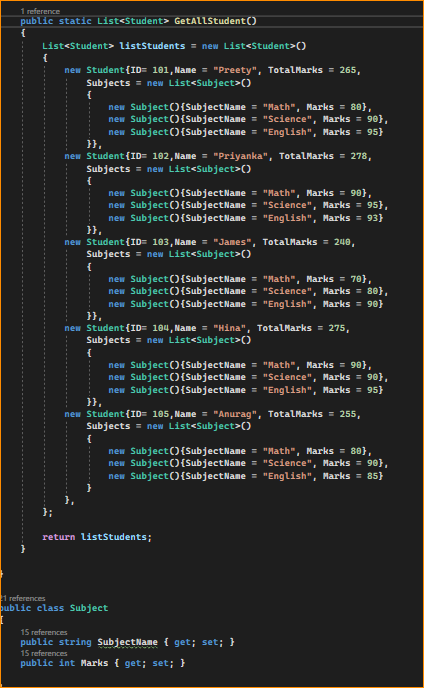 1 reference
public static List<Student> GetAllStudent()
{
List<Student> listStudents = new List<Student>()
{
new Student{ID= 101,Name = "Preety", TotalMarks = 265,
Subjects = new List<Subject>()
{
new Subject(){SubjectName = "Math", Marks = 80},
new Subject(){SubjectName = "Science", Marks = 90},
new Subject(){SubjectName = "English", Marks = 95}
}},
new Student{ID= 102,Name = "Priyanka", TotalMarks = 278,
Subjects = new List<Subject>()
{
new Subject(){SubjectName = "Math", Marks = 90},
new Subject(){SubjectName = "Science", Marks = 95},
new Subject(){SubjectName = "English", Marks = 93}
}},
new Student{ID= 103,Name = "James", TotalMarks = 240,
Subjects = new List<Subject>()
{
new Subject(){SubjectName = "Math", Marks = 70},
new Subject(){SubjectName = "Science", Marks = 80},
new Subject(){SubjectName = "English", Marks = 90}
}},
new Student{ID= 104,Name = "Hina", TotalMarks = 275,
Subjects = new List<Subject>()
{
new Subject(){SubjectName = "Math", Marks = 90},
new Subject(){SubjectName = "Science", Marks = 90},
new Subject(){SubjectName = "English", Marks = 95}
}},
new Student{ID= 105,Name = "Anurag", TotalMarks = 255,
Subjects = new List<Subject>()
{
new Subject(){SubjectName = "Math", Marks = 80},
new Subject(){SubjectName = "Science", Marks = 90},
new Subject(){SubjectName = "English", Marks = 85}
}
},
};
return listStudents;
}
}
21 references
public class Subject
{
15 references
public string SubjectName { get; set; }
15 references
public int Marks { get; set; }